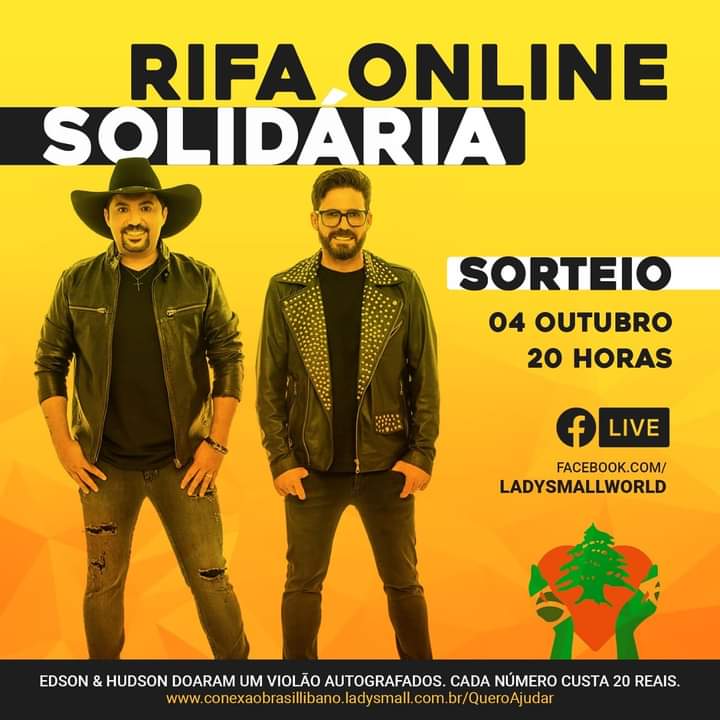 RIFA ONLINE
SOLIDÁRIA
SORTEIO
04 OUTUBRO
20 HORAS
LIVE
FACEBOOK.COM/
LADYSMALLWORLD
EDSON & HUDSON DOARAM UM VIOLÃO AUTOGRAFADOS. CADA NÚMERO CUSTA 20 REAIS.
www.conexaobrasillibano.ladysmall.com.br/QueroAjudar